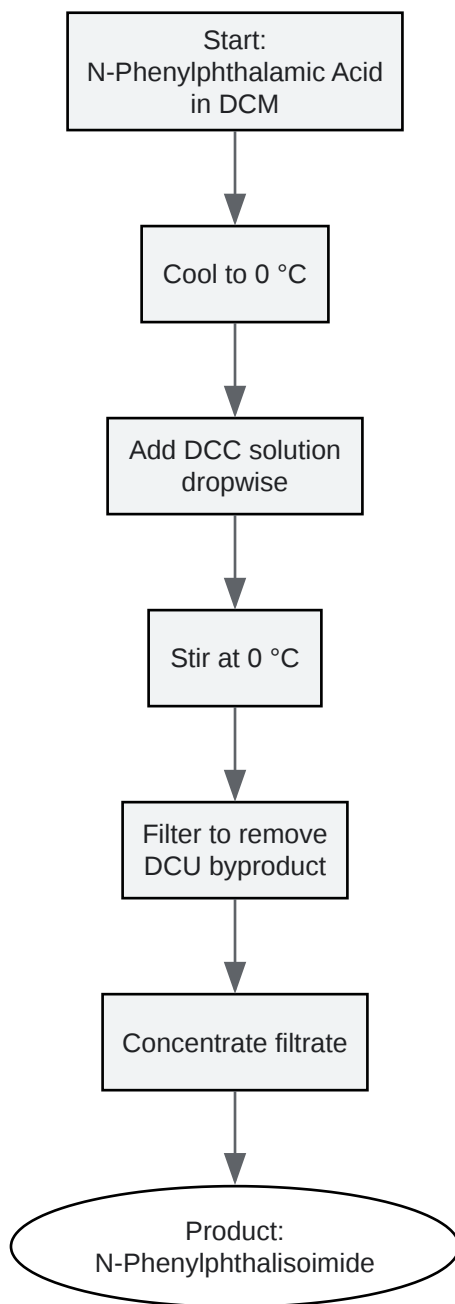 Start:
N-Phenylphthalamic Acid
in DCM
Cool to 0 °C
Add DCC solution
dropwise
Stir at 0 °C
Filter to remove
DCU byproduct
Concentrate filtrate
Product:
N-Phenylphthalisoimide